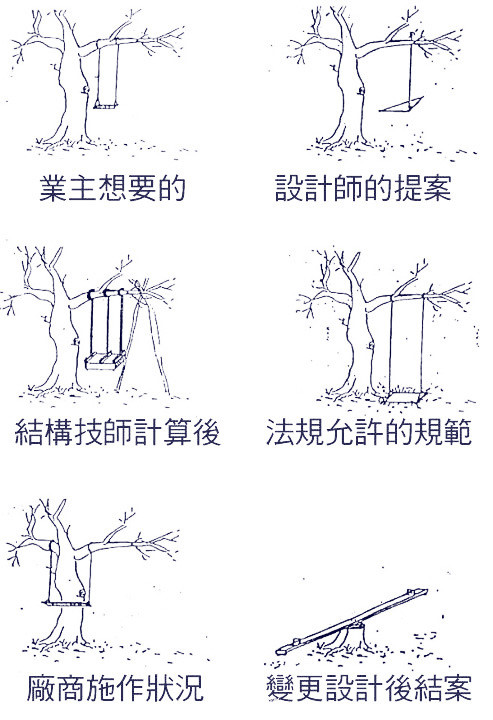 業主想要的
設計師的提案
結構技師計算後
法規允許的規範
廠商施作狀況
變更設計後結案